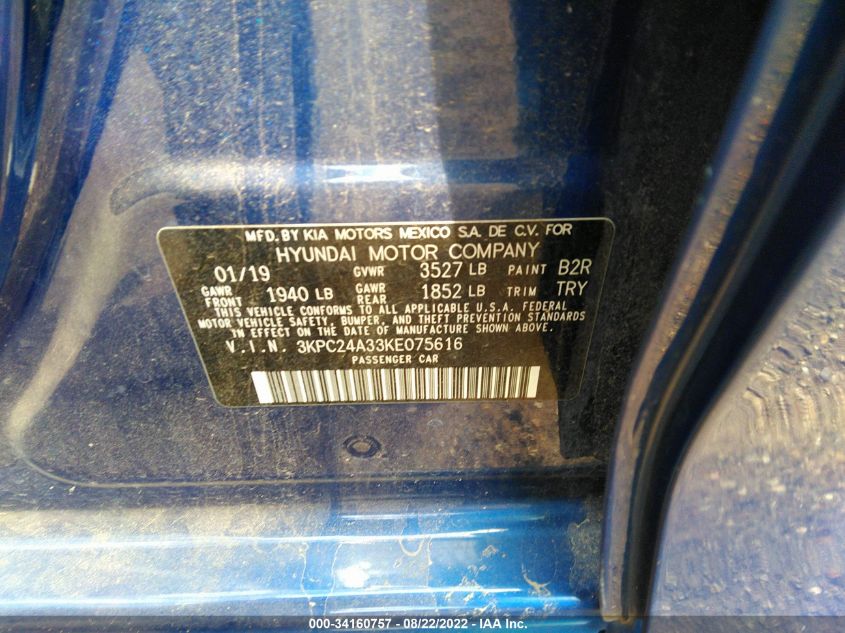 MFD. BY KIA MOTORS MEXICO S.A. DE C.V. FOR
HYUNDAI MOTOR COMPANY
01/19 GVWR 3527 LB PAINT B2R
GAWR FRONT 1940 LB GAWR REAR 1852 LB TRIM TRY
THIS VEHICLE CONFORMS TO ALL APPLICABLE U.S.A. FEDERAL
MOTOR VEHICLE SAFETY, BUMPER, AND THEFT PREVENTION STANDARDS
IN EFFECT ON THE DATE OF MANUFACTURE SHOWN ABOVE.
V.I.N. 3KPC24A33KE075616
PASSENGER CAR
000-34160757 - 08/22/2022 - IAA Inc.